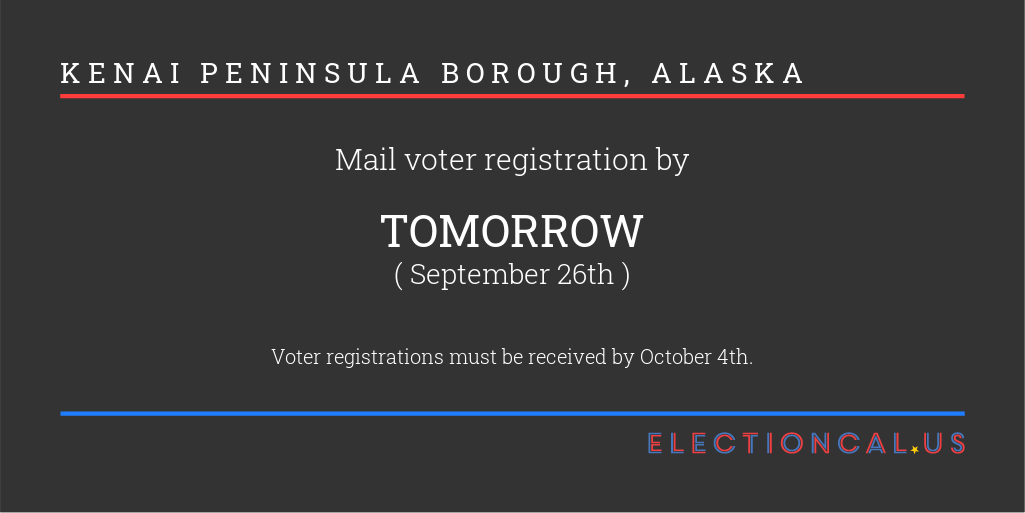 KENAI PENINSULA BOROUGH, ALASKA
Mail voter registration by
TOMORROW
( September 26th )
Voter registrations must be received by October 4th.
ELECTIONCAL.US